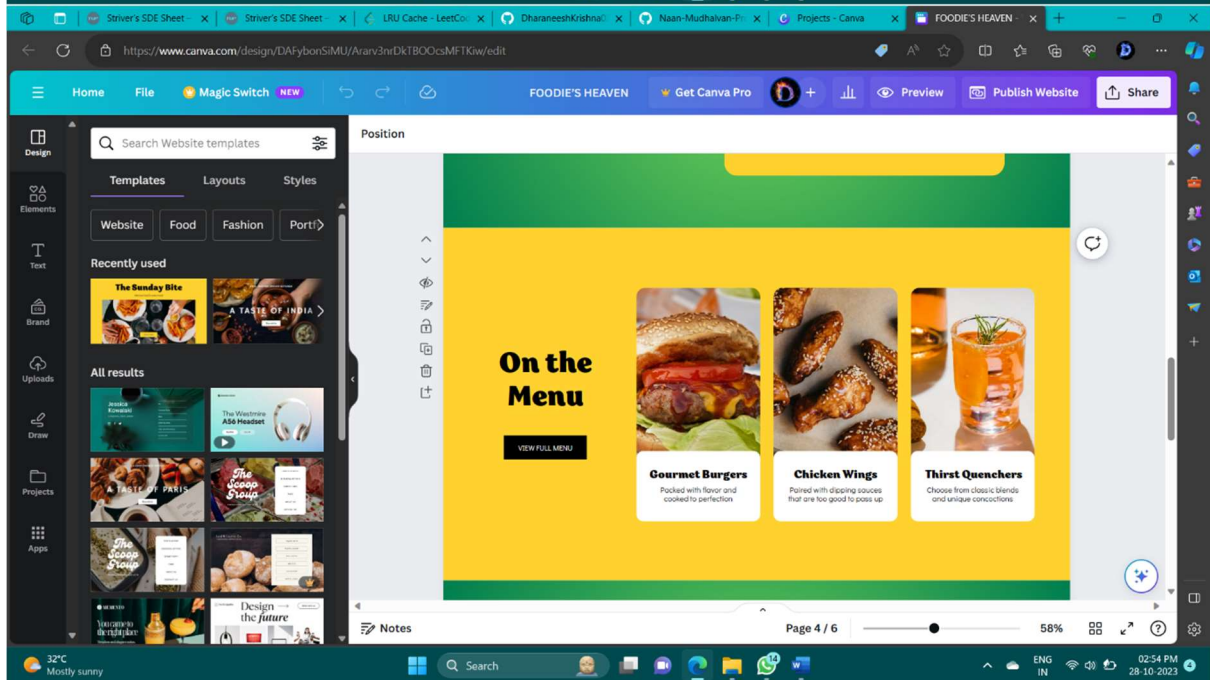 Striver's SDE Sheet -
Striver's SDE Sheet -
LRU Cache - LeetCod
DharaneeshKrishna0
Naan-Mudhalvan-Pr
Projects - Canva
FOODIE'S HEAVEN -
https://www.canva.com/design/DAFybonSiMU/Ararv3nrDkTBOOcsMFTKiw/edit
Home
File
Magic Switch NEW
FOODIE'S HEAVEN
Get Canva Pro
Preview
Publish Website
Share
Design
Elements
Text
Brand
Uploads
Draw
Projects
Apps
Search Website templates
Templates
Layouts
Styles
Website
Food
Fashion
Portf
Recently used
The Sunday Bite
A TASTE OF INDIA
All results
Jessica
Kowalski
The Westmire
A56 Headset
A TASTE OF PARIS
The
Scoop
Group
The
Scoop
Group
You came to
the right place
Design
the future
Position
On the
Menu
VIEW FULL MENU
Gourmet Burgers
Packed with flavor and
cooked to perfection
Chicken Wings
Paired with dipping sauces
that are too good to pass up
Thirst Quenchers
Choose from classic blends
and unique concoctions
Notes
Page 4 / 6
58%
32°C
Mostly sunny
Search
14
ENG
IN
02:54 PM
28-10-2023
4